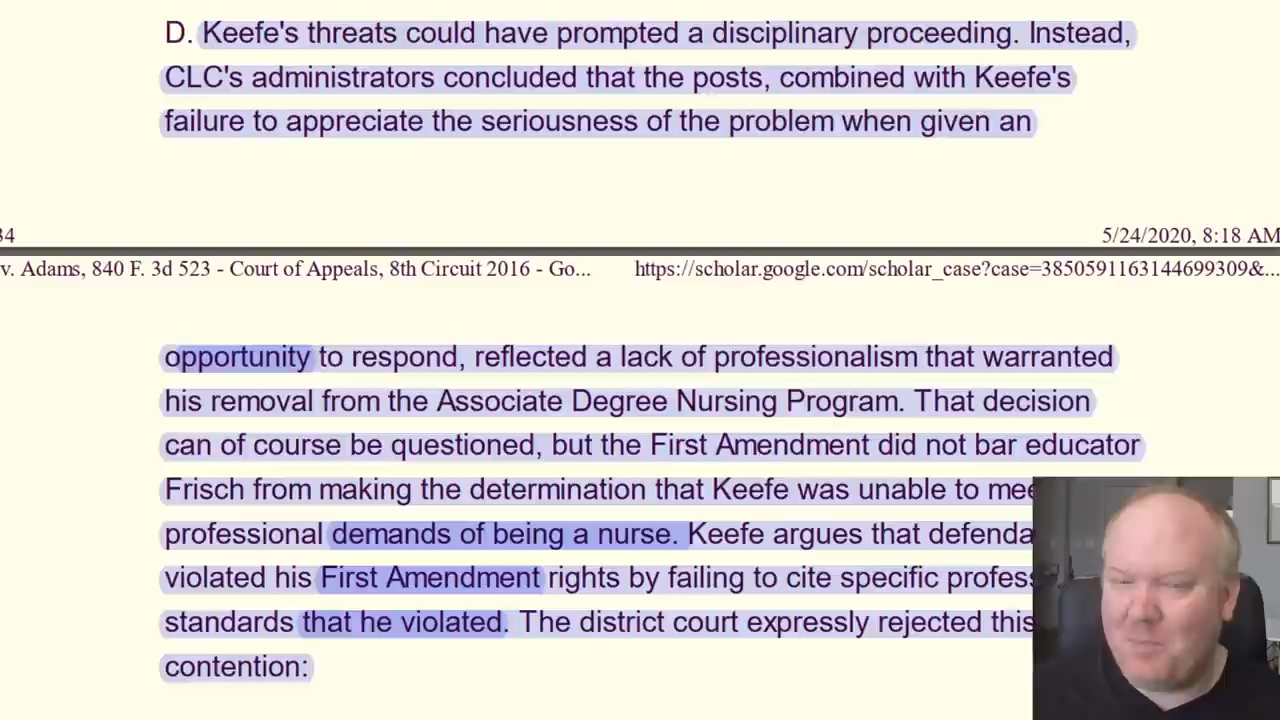 D. Keefe's threats could have prompted a disciplinary proceeding. Instead,
CLC's administrators concluded that the posts, combined with Keefe's
failure to appreciate the seriousness of the problem when given an
34
5/24/2020, 8:18 AM
v. Adams, 840 F. 3d 523 - Court of Appeals, 8th Circuit 2016 - Go...
https://scholar.google.com/scholar_case?case=3850591163144699309&...
opportunity to respond, reflected a lack of professionalism that warranted
his removal from the Associate Degree Nursing Program. That decision
can of course be questioned, but the First Amendment did not bar educator
Frisch from making the determination that Keefe was unable to
professional demands of being a nurse. Keefe argues that
violated his First Amendment rights by failing to cite specific
standards that he violated. The district court expressly rejected this
contention: